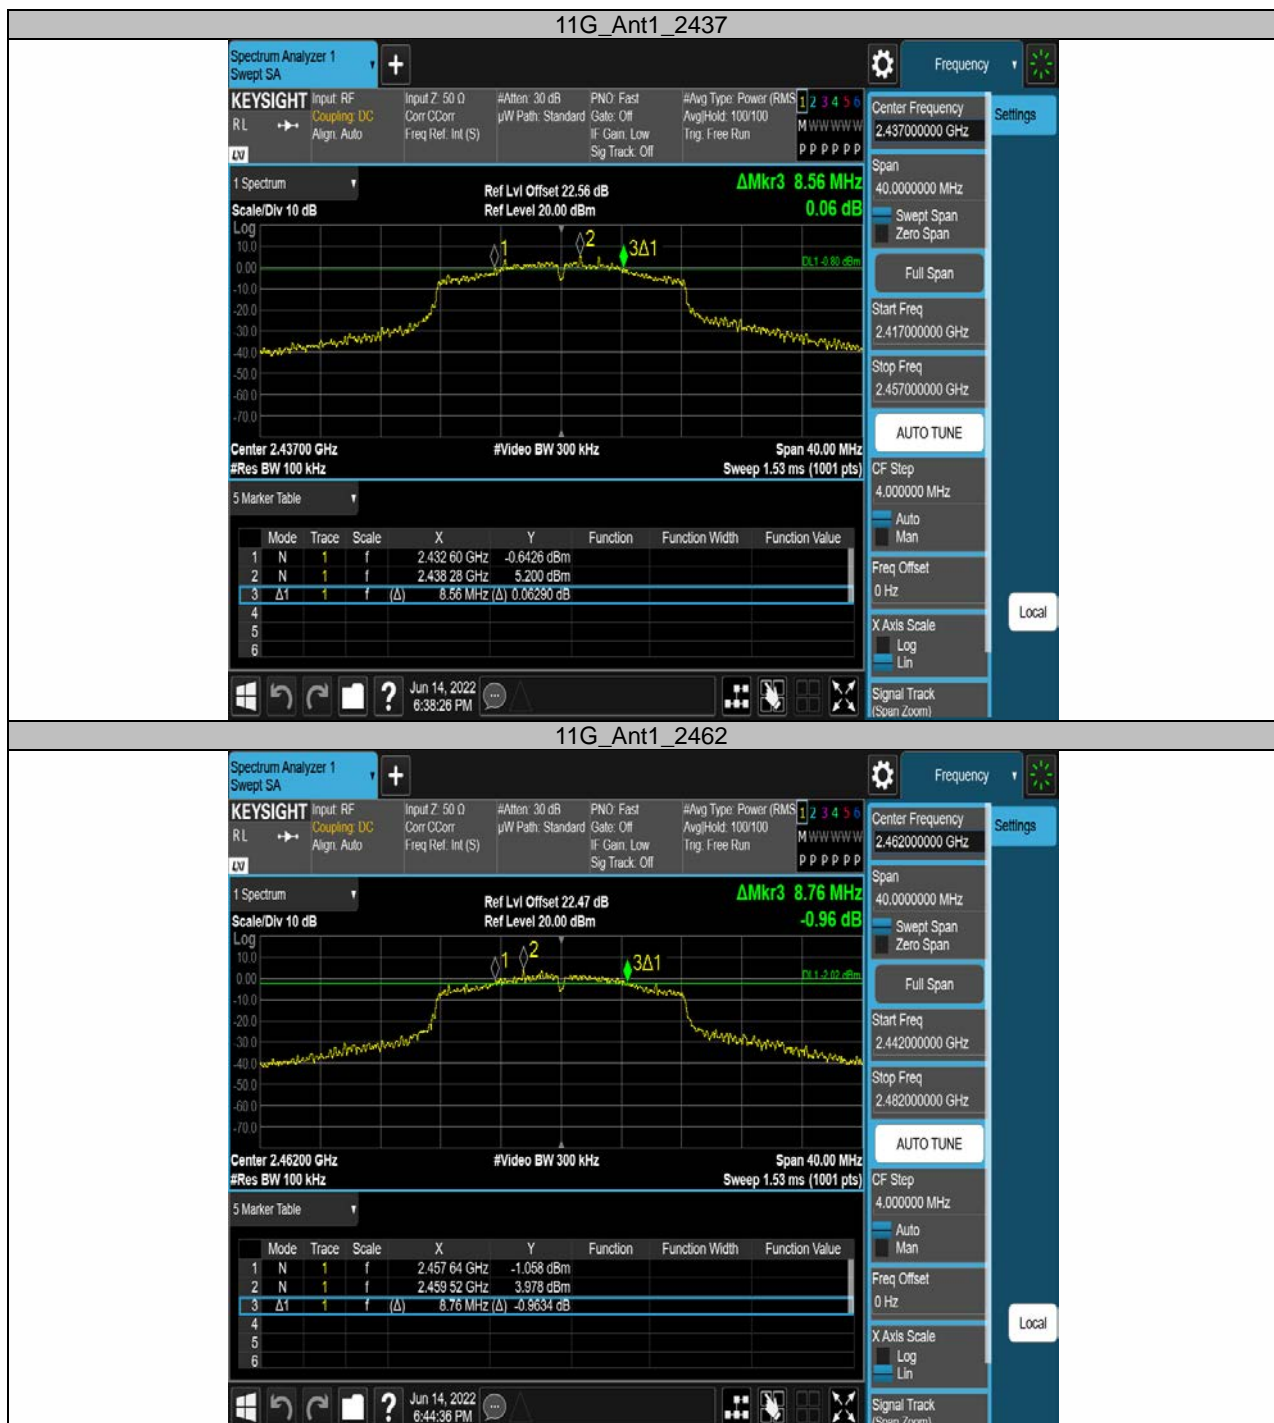 11G_Ant1_2437
Spectrum Analyzer 1
Swept SA
Frequency
KEYSIGHT
RL
LXI
Input: RF
Coupling: DC
Align: Auto
Input Z: 50 Ω
Corr CCorr
Freq Ref: Int (S)
#Atten: 30 dB
µW Path: Standard
PNO: Fast
Gate: Off
IF Gain: Low
Sig Track: Off
#Avg Type: Power (RMS
Avg|Hold: 100/100
Trig: Free Run
1 2 3 4 5 6
M W W W W W
P P P P P P
1 Spectrum
Scale/Div 10 dB
Ref Lvl Offset 22.56 dB
Ref Level 20.00 dBm
ΔMkr3 8.56 MHz
0.06 dB
Log
10.0
0.00
-10.0
-20.0
-30.0
-40.0
-50.0
-60.0
-70.0
1
2
3Δ1
DL1 -0.80 dBm
Center 2.43700 GHz
#Video BW 300 kHz
Span 40.00 MHz
#Res BW 100 kHz
Sweep 1.53 ms (1001 pts)
5 Marker Table
Mode Trace Scale X Y Function Function Width Function Value
1 N 1 f 2.432 60 GHz -0.6426 dBm
2 N 1 f 2.438 28 GHz 5.200 dBm
3 Δ1 1 f (Δ) 8.56 MHz (Δ) 0.06290 dB
4
5
6
Jun 14, 2022
6:38:26 PM
Center Frequency
2.437000000 GHz
Settings
Span
40.0000000 MHz
Swept Span
Zero Span
Full Span
Start Freq
2.417000000 GHz
Stop Freq
2.457000000 GHz
AUTO TUNE
CF Step
4.000000 MHz
Auto
Man
Freq Offset
0 Hz
Local
X Axis Scale
Log
Lin
Signal Track
(Span Zoom)
11G_Ant1_2462
Spectrum Analyzer 1
Swept SA
Frequency
KEYSIGHT
RL
LXI
Input: RF
Coupling: DC
Align: Auto
Input Z: 50 Ω
Corr CCorr
Freq Ref: Int (S)
#Atten: 30 dB
µW Path: Standard
PNO: Fast
Gate: Off
IF Gain: Low
Sig Track: Off
#Avg Type: Power (RMS
Avg|Hold: 100/100
Trig: Free Run
1 2 3 4 5 6
M W W W W W
P P P P P P
1 Spectrum
Scale/Div 10 dB
Ref Lvl Offset 22.47 dB
Ref Level 20.00 dBm
ΔMkr3 8.76 MHz
-0.96 dB
Log
10.0
0.00
-10.0
-20.0
-30.0
-40.0
-50.0
-60.0
-70.0
1
2
3Δ1
DL1 -2.02 dBm
Center 2.46200 GHz
#Video BW 300 kHz
Span 40.00 MHz
#Res BW 100 kHz
Sweep 1.53 ms (1001 pts)
5 Marker Table
Mode Trace Scale X Y Function Function Width Function Value
1 N 1 f 2.457 64 GHz -1.058 dBm
2 N 1 f 2.459 52 GHz 3.978 dBm
3 Δ1 1 f (Δ) 8.76 MHz (Δ) -0.9634 dB
4
5
6
Jun 14, 2022
6:44:36 PM
Center Frequency
2.462000000 GHz
Settings
Span
40.0000000 MHz
Swept Span
Zero Span
Full Span
Start Freq
2.442000000 GHz
Stop Freq
2.482000000 GHz
AUTO TUNE
CF Step
4.000000 MHz
Auto
Man
Freq Offset
0 Hz
Local
X Axis Scale
Log
Lin
Signal Track
(Span Zoom)